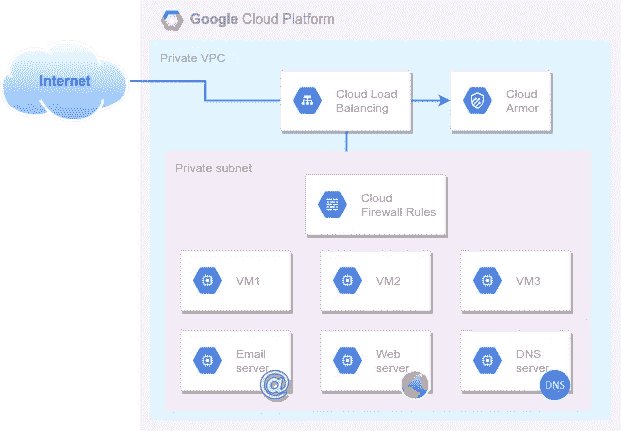 Google Cloud Platform
Private VPC
Internet
Cloud Load
Balancing
Cloud
Armor
Private subnet
Cloud
Firewall Rules
VM1
VM2
VM3
Email
server
@
Web
server
DNS
server
DNS